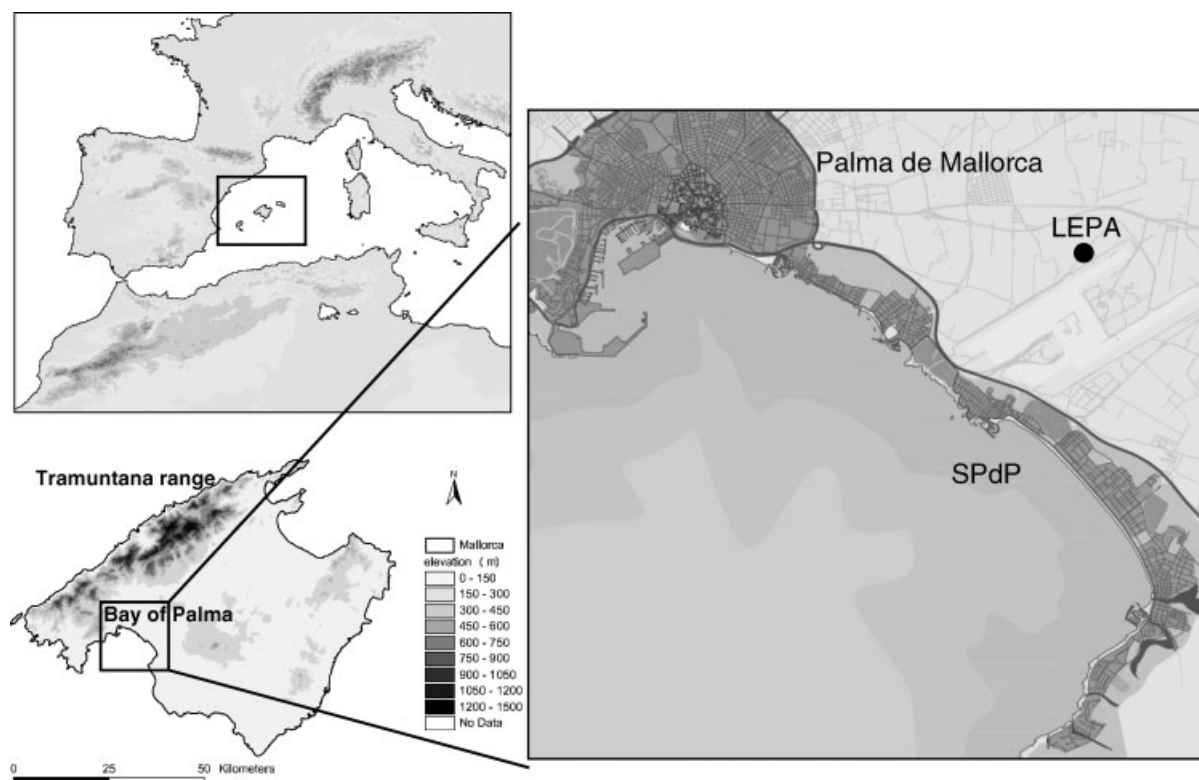 Palma de Mallorca
LEPA
SPdP
Tramuntana range
N
Bay of Palma
Mallorca
elevation ( m)
0 - 150
150 - 300
300 - 450
450 - 600
600 - 750
750 - 900
900 - 1050
1050 - 1200
1200 - 1500
No Data
0 25 50 Kilometers